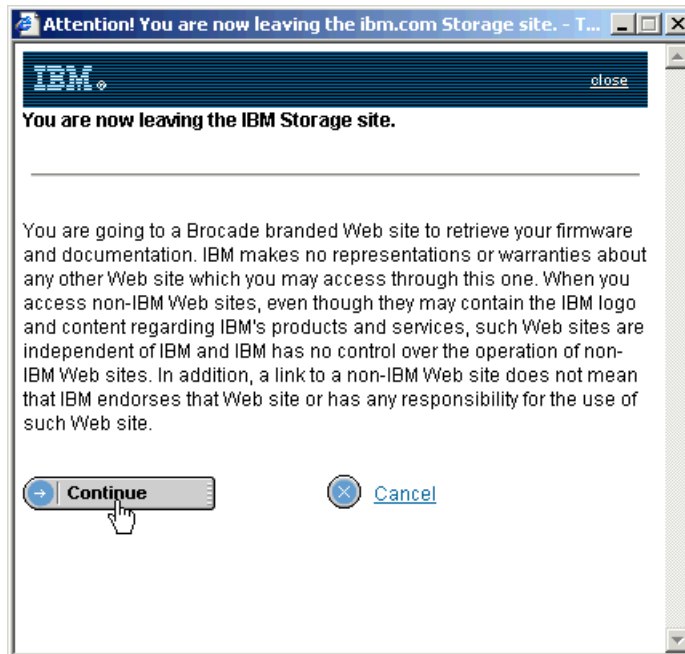 Attention! You are now leaving the ibm.com Storage site. - T...
IBM®
close
You are now leaving the IBM Storage site.
You are going to a Brocade branded Web site to retrieve your firmware
and documentation. IBM makes no representations or warranties about
any other Web site which you may access through this one. When you
access non-IBM Web sites, even though they may contain the IBM logo
and content regarding IBM's products and services, such Web sites are
independent of IBM and IBM has no control over the operation of non-
IBM Web sites. In addition, a link to a non-IBM Web site does not mean
that IBM endorses that Web site or has any responsibility for the use of
such Web site.
Continue
Cancel